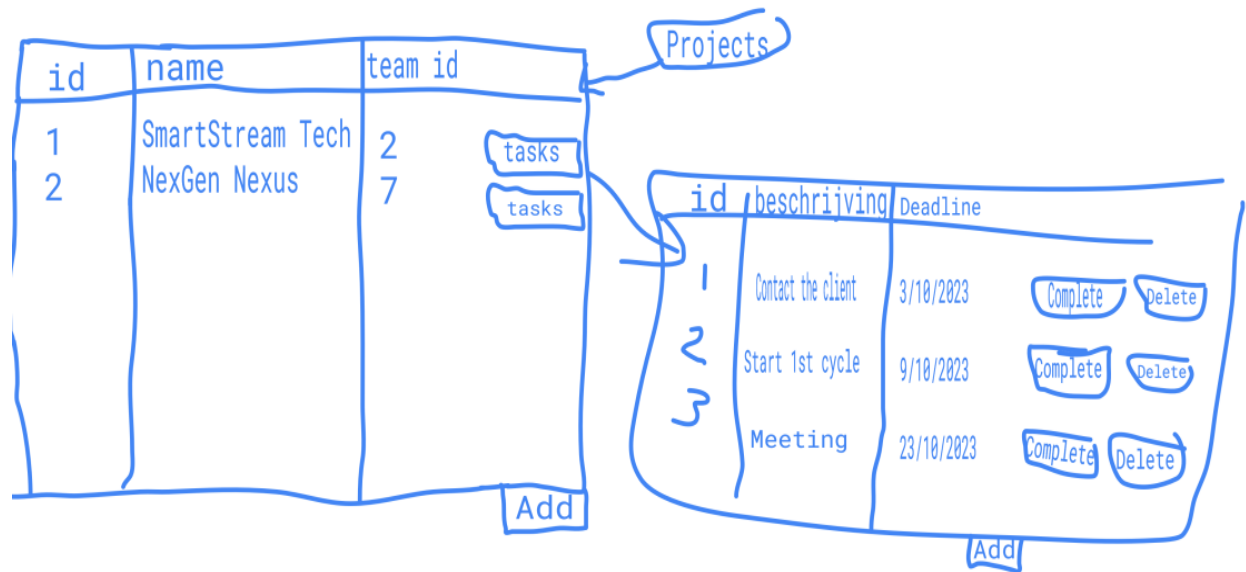 Projects
id name team id
1 SmartStream Tech 2 tasks
2 NexGen Nexus 7 tasks
Add
id beschrijving Deadline
1 Contact the client 3/10/2023 Complete Delete
2 Start 1st cycle 9/10/2023 Complete Delete
3 Meeting 23/10/2023 Complete Delete
Add